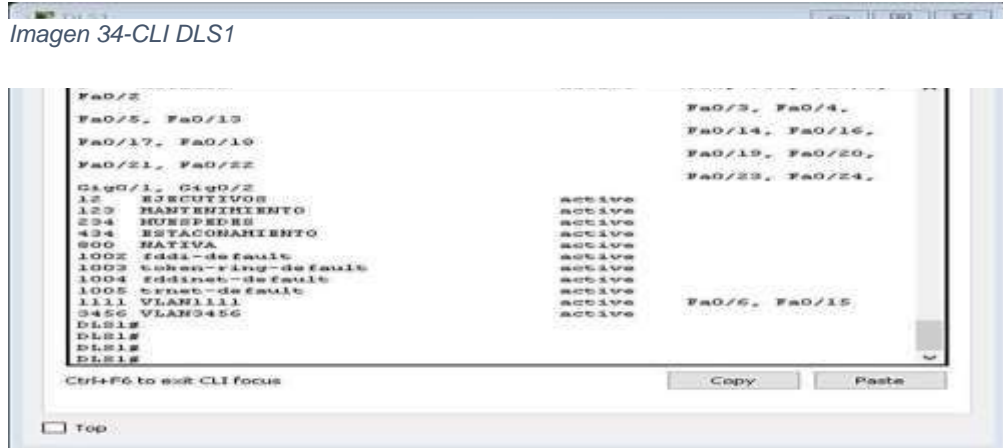 Imagen 34-CLI DLS1
Fa0/2
Fa0/3, Fa0/4,
Fa0/5, Fa0/13
Fa0/14, Fa0/16,
Fa0/19, Fa0/20,
Fa0/21, Fa0/22
Fa0/23, Fa0/24,
Gig0/1, Gig0/2
12 EJECUTIVOS active
123 MANTENIMIENTO active
234 HUESPEDES active
434 ESTACONAMIENTO active
800 NATIVA active
1002 fddi-default active
1003 token-ring-default active
1004 fddinet-default active
1005 trnet-default active
1111 VLAN1111 active Fa0/6, Fa0/15
3456 VLAN3456 active
DLS1#
DLS1#
DLS1#
DLS1#
Ctrl+F6 to exit CLI focus
Copy
Paste
Top